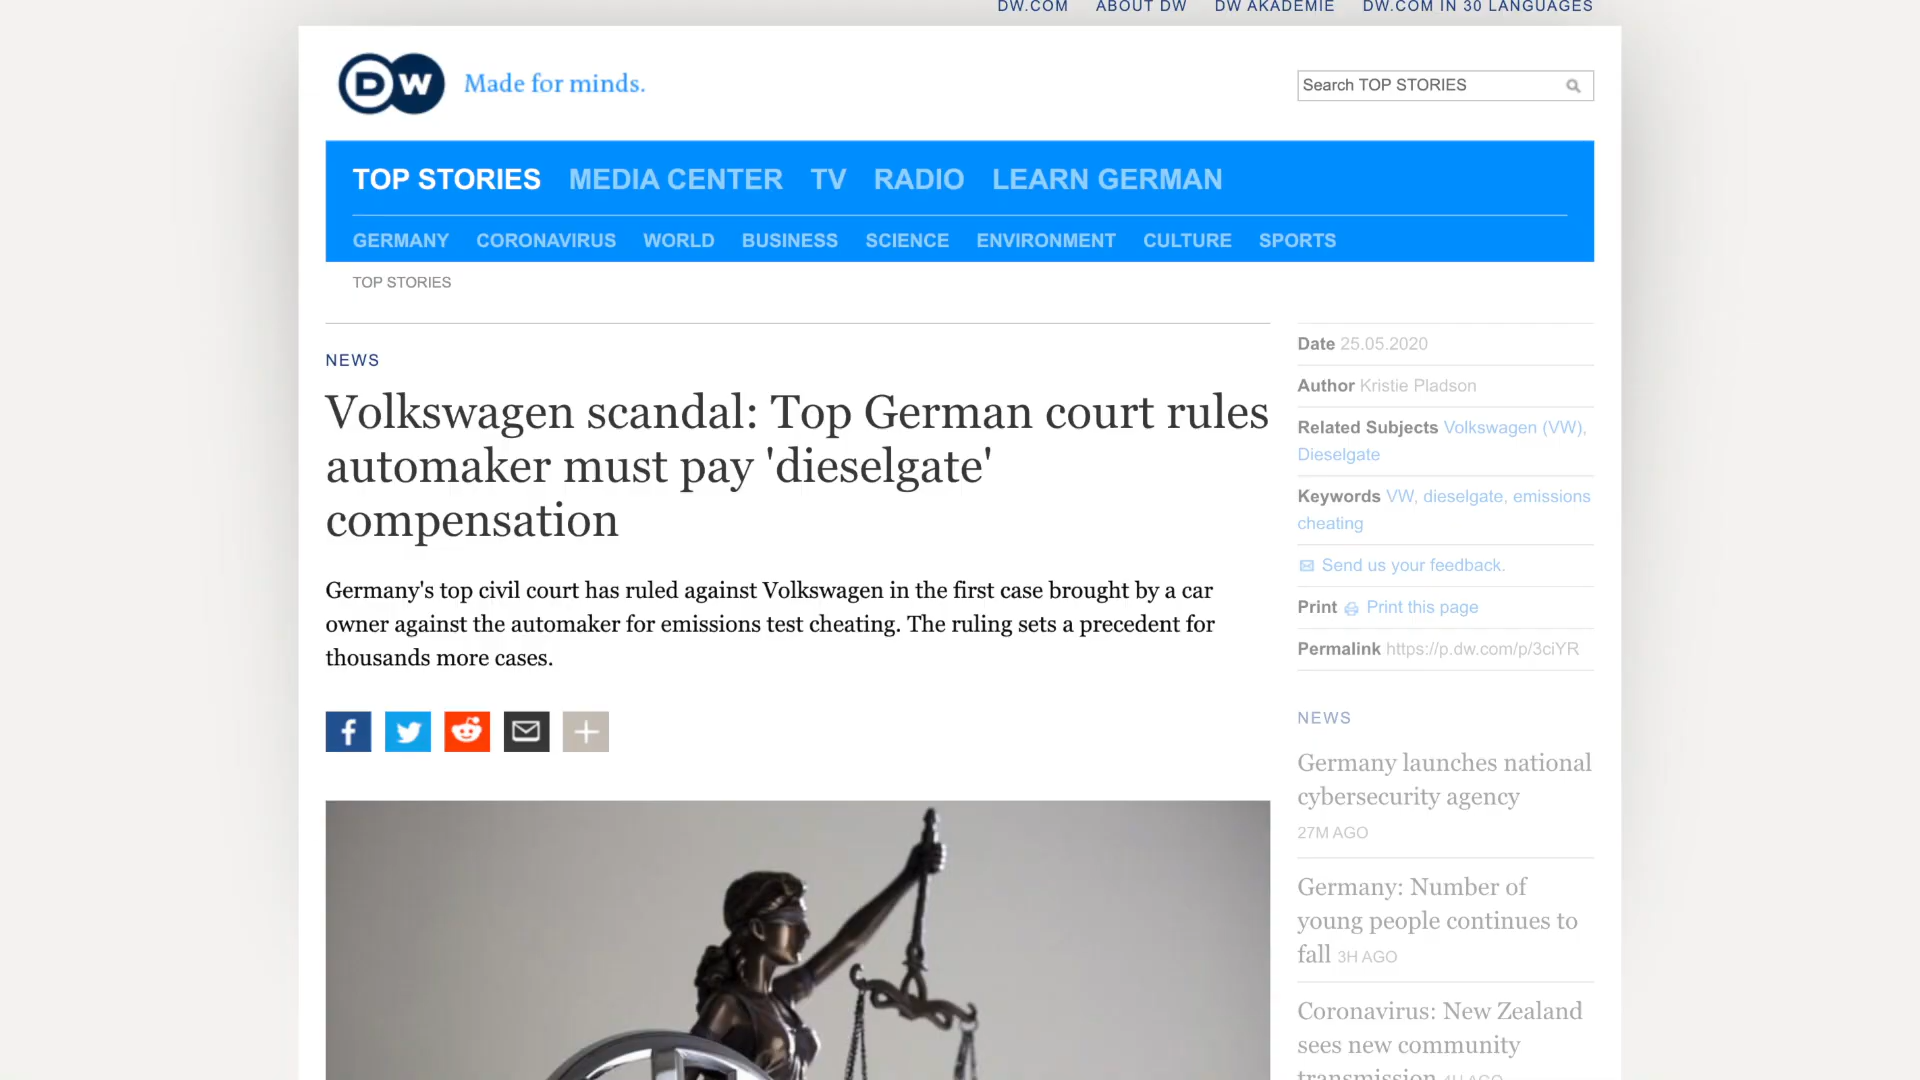 DW.COM ABOUT DW DW AKADEMIE DW.COM IN 30 LANGUAGES
DW Made for minds.
Search TOP STORIES
TOP STORIES MEDIA CENTER TV RADIO LEARN GERMAN
GERMANY CORONAVIRUS WORLD BUSINESS SCIENCE ENVIRONMENT CULTURE SPORTS
TOP STORIES
NEWS
Volkswagen scandal: Top German court rules
automaker must pay 'dieselgate'
compensation
Germany's top civil court has ruled against Volkswagen in the first case brought by a car
owner against the automaker for emissions test cheating. The ruling sets a precedent for
thousands more cases.
Date 25.05.2020
Author Kristie Pladson
Related Subjects Volkswagen (VW),
Dieselgate
Keywords VW, dieselgate, emissions
cheating
Send us your feedback.
Print Print this page
Permalink https://p.dw.com/p/3ciYR
NEWS
Germany launches national
cybersecurity agency
27M AGO
Germany: Number of
young people continues to
fall 3H AGO
Coronavirus: New Zealand
sees new community
transmission 4H AGO